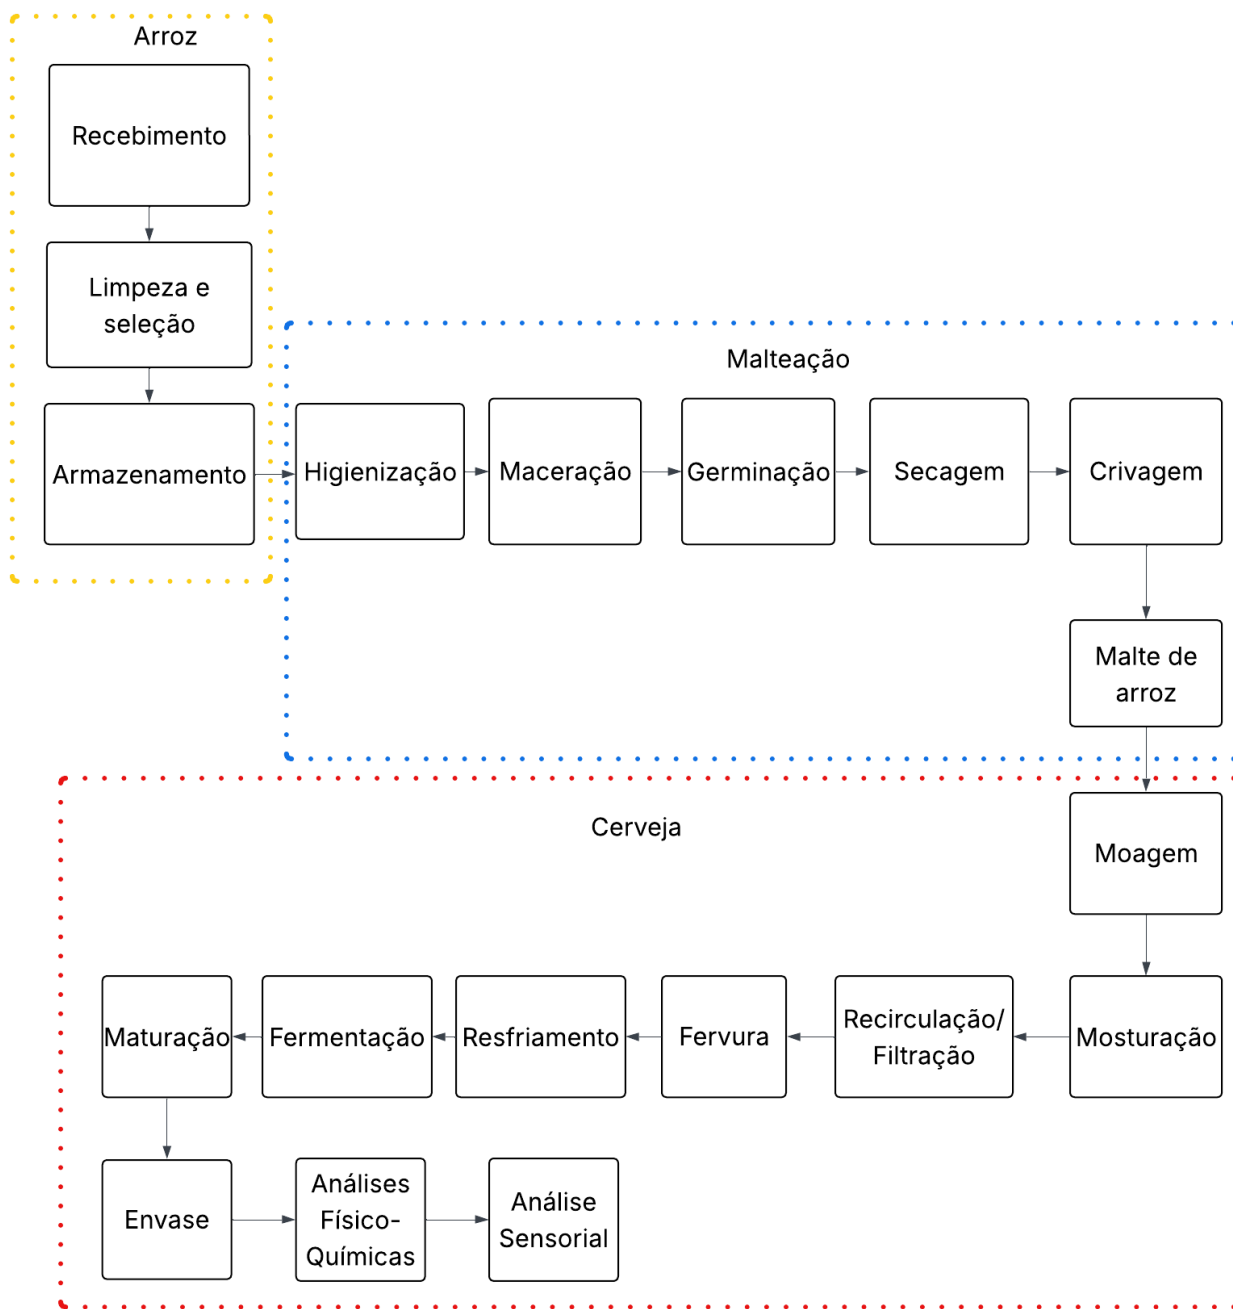 Arroz
Recebimento
Limpeza e
seleção
Armazenamento
Malteação
Higienização
Maceração
Germinação
Secagem
Crivagem
Malte de
arroz
Cerveja
Moagem
Mosturação
Recirculação/
Filtração
Fervura
Resfriamento
Fermentação
Maturação
Envase
Análises
Físico-
Químicas
Análise
Sensorial